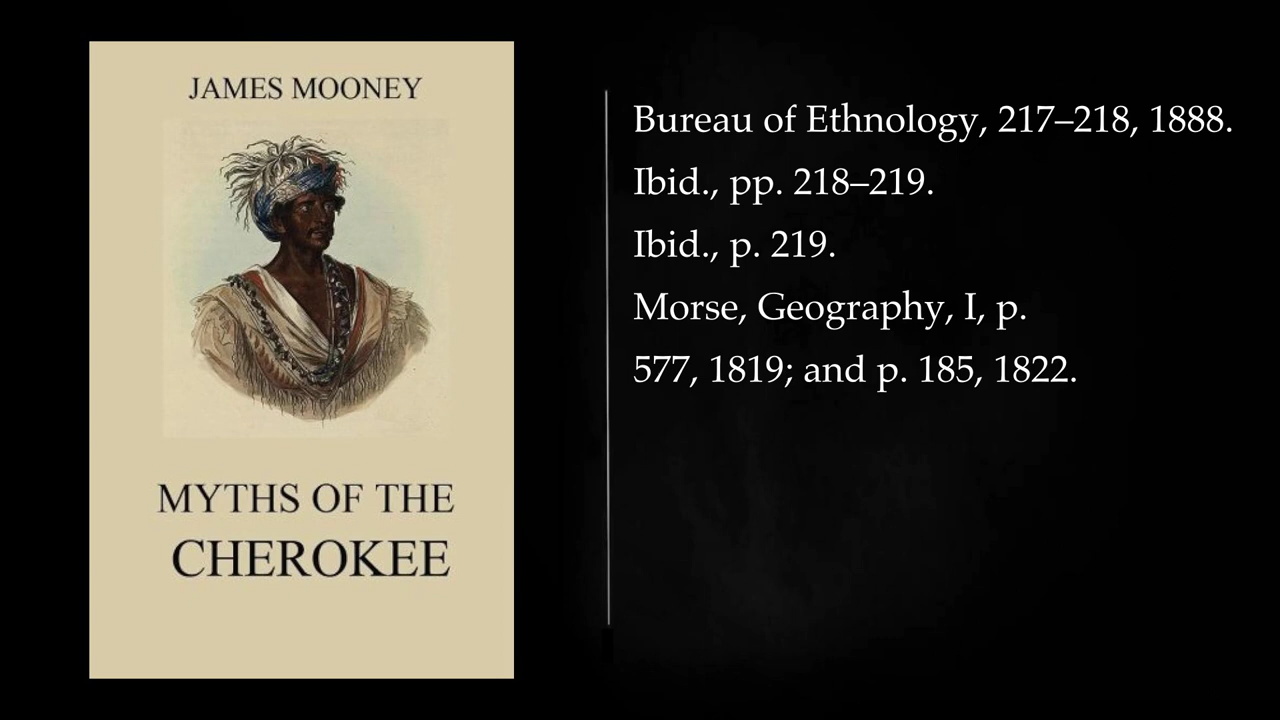 JAMES MOONEY
MYTHS OF THE
CHEROKEE
Bureau of Ethnology, 217–218, 1888.
Ibid., pp. 218–219.
Ibid., p. 219.
Morse, Geography, I, p.
577, 1819; and p. 185, 1822.